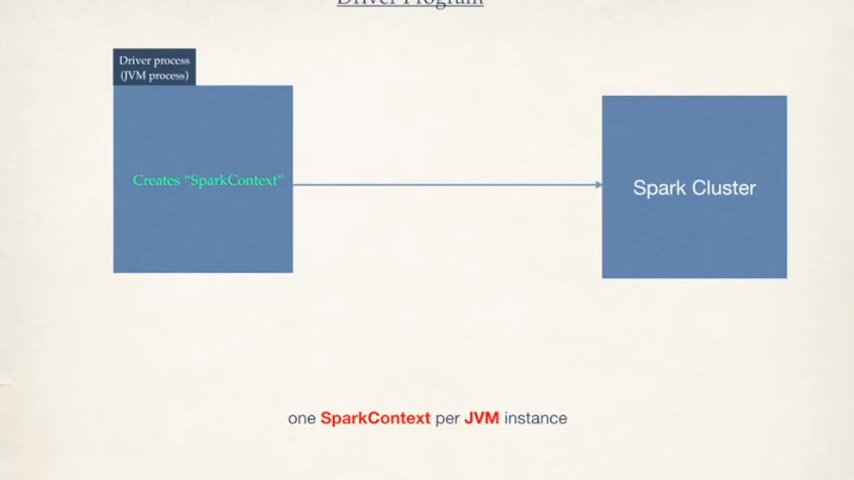 Driver Program
Driver process
(JVM process)
Creates “SparkContext”
Spark Cluster
one SparkContext per JVM instance